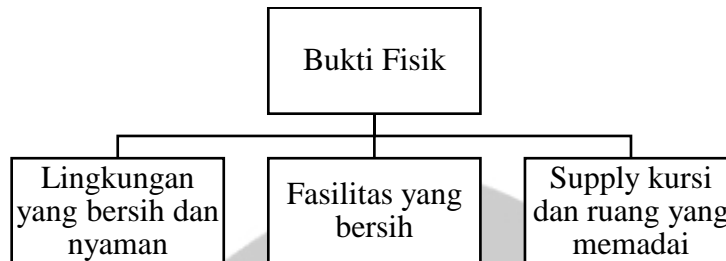 Bukti Fisik
Lingkungan
yang bersih dan
nyaman
Fasilitas yang
bersih
Supply kursi
dan ruang yang
memadai